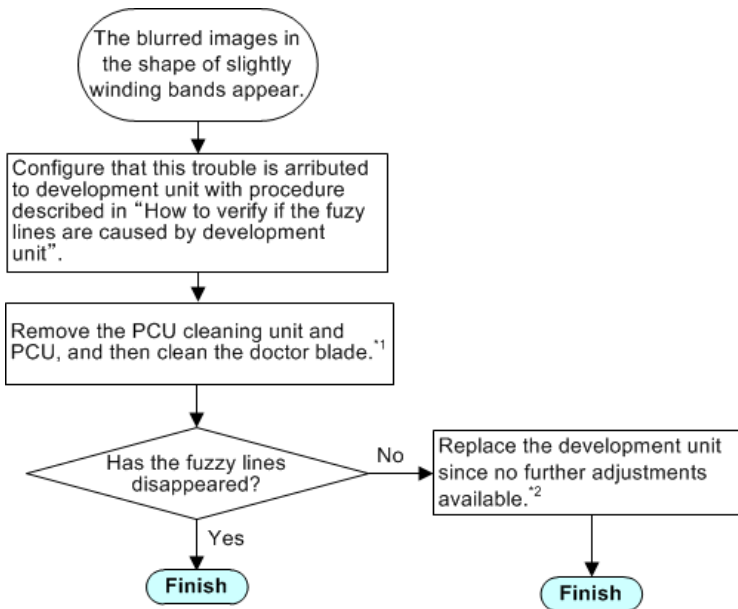 The blurred images in
the shape of slightly
winding bands appear.
Configure that this trouble is arributed
to development unit with procedure
described in “How to verify if the fuzy
lines are caused by development
unit”.
Remove the PCU cleaning unit and
PCU, and then clean the doctor blade.*1
Has the fuzzy lines
disappeared?
No
Replace the development unit
since no further adjustments
available.*2
Yes
Finish
Finish